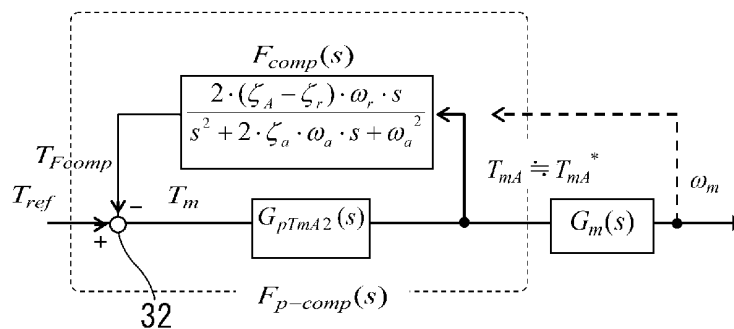 F_comp(s)
2·(ζ_A − ζ_r)·ω_r·s
s² + 2·ζ_a·ω_a·s + ω_a²
T_Fcomp
T_mA ≒ T_mA*
ω_m
T_ref
−
T_m
+
G_pTmA2(s)
G_m(s)
32
F_p−comp(s)